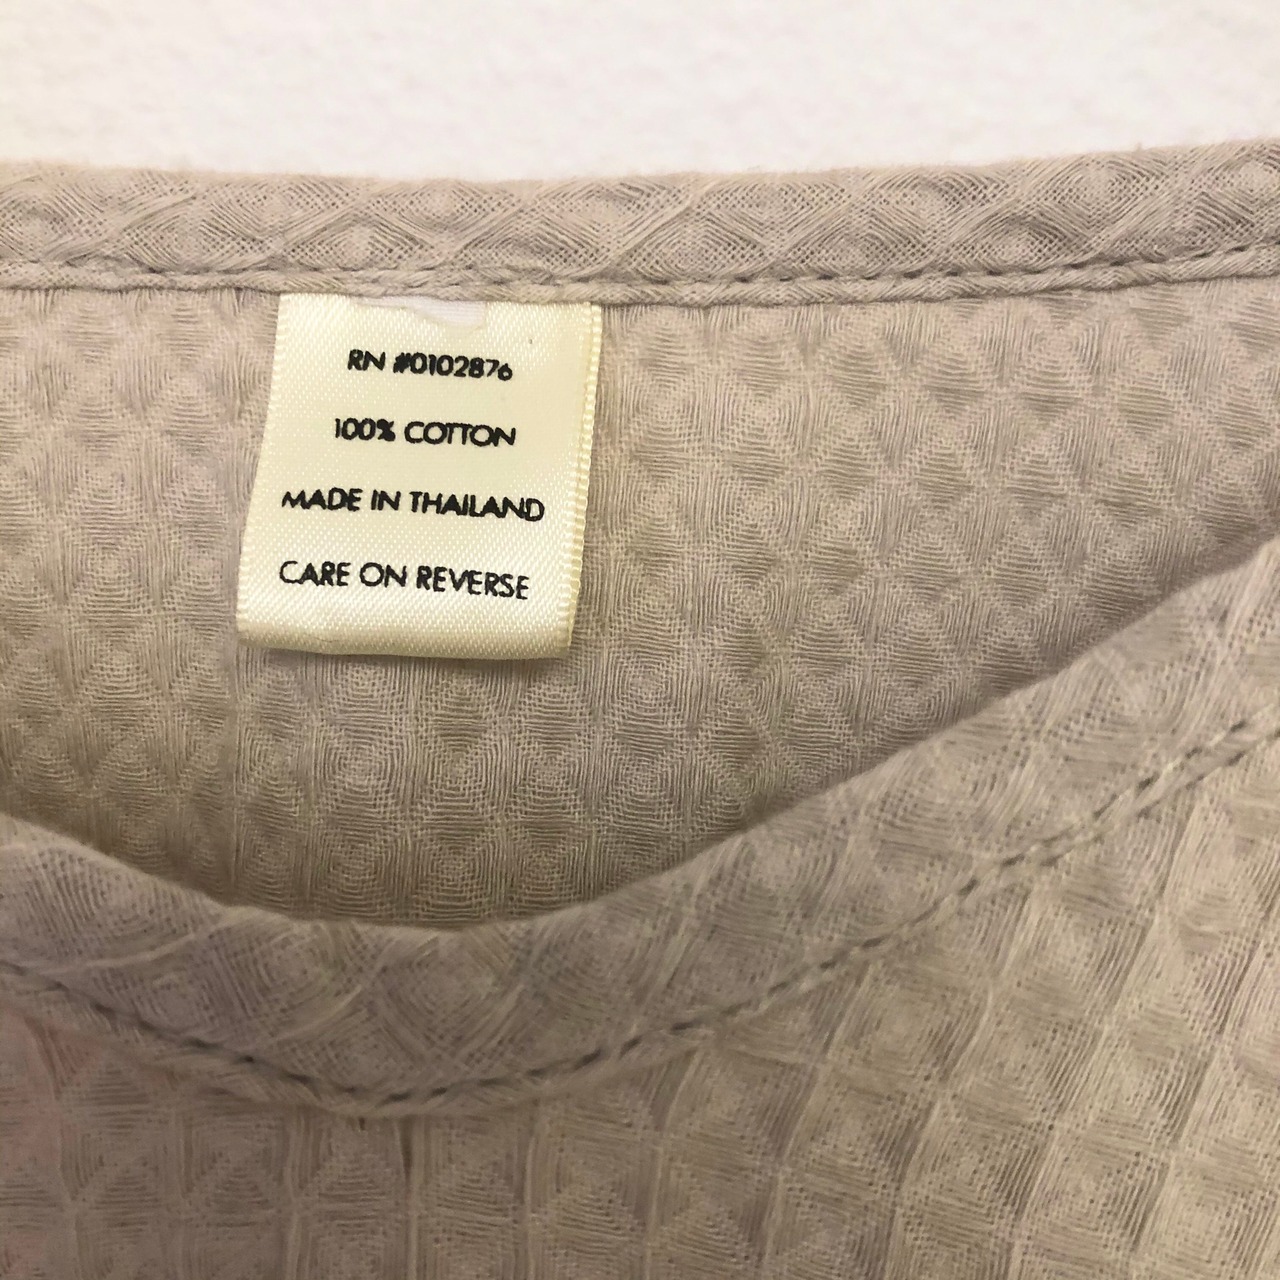 RN #0102876
100% COTTON
MADE IN THAILAND
CARE ON REVERSE